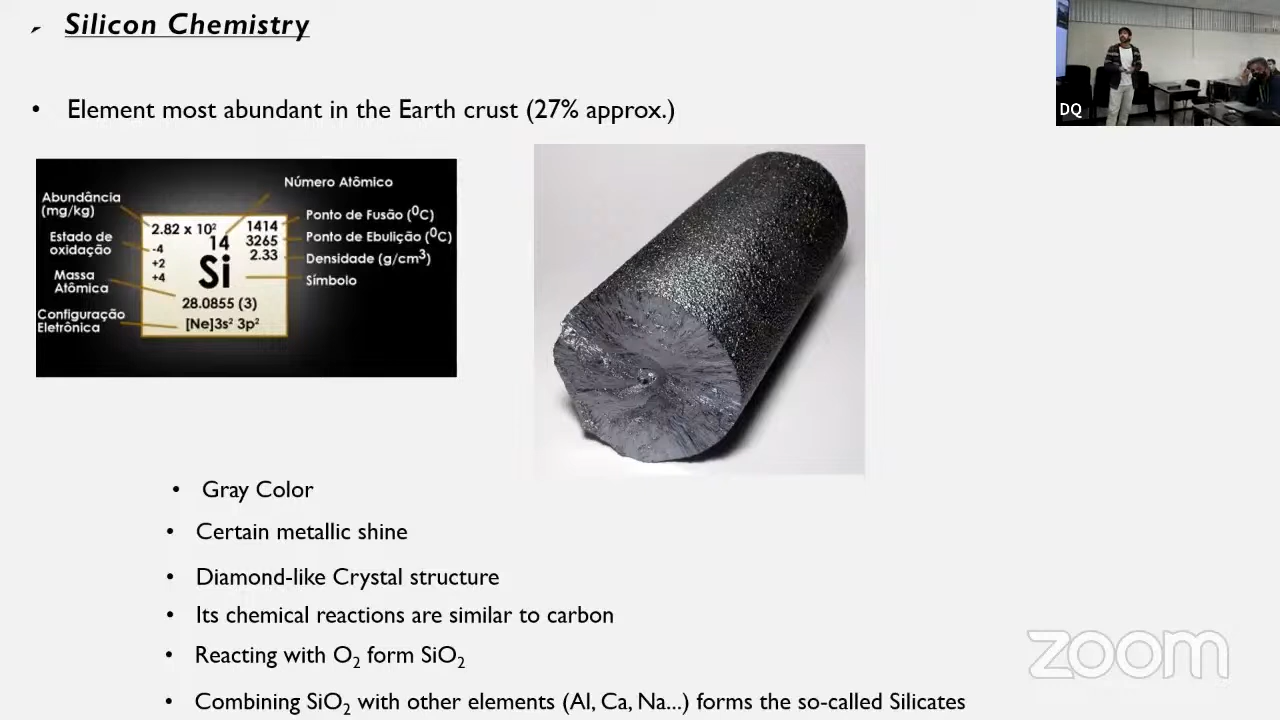 Silicon Chemistry
DQ
• Element most abundant in the Earth crust (27% approx.)
Número Atômico
Abundância
(mg/kg)
Estado de
oxidação
Massa
Atômica
Configuração
Eletrônica
2.82 x 10²
14
1414
3265
2.33
-4
+2
+4
Si
28.0855 (3)
[Ne]3s² 3p²
Ponto de Fusão (⁰C)
Ponto de Ebulição (⁰C)
Densidade (g/cm³)
Símbolo
• Gray Color
• Certain metallic shine
• Diamond-like Crystal structure
• Its chemical reactions are similar to carbon
• Reacting with O₂ form SiO₂
• Combining SiO₂ with other elements (Al, Ca, Na...) forms the so-called Silicates
zoom